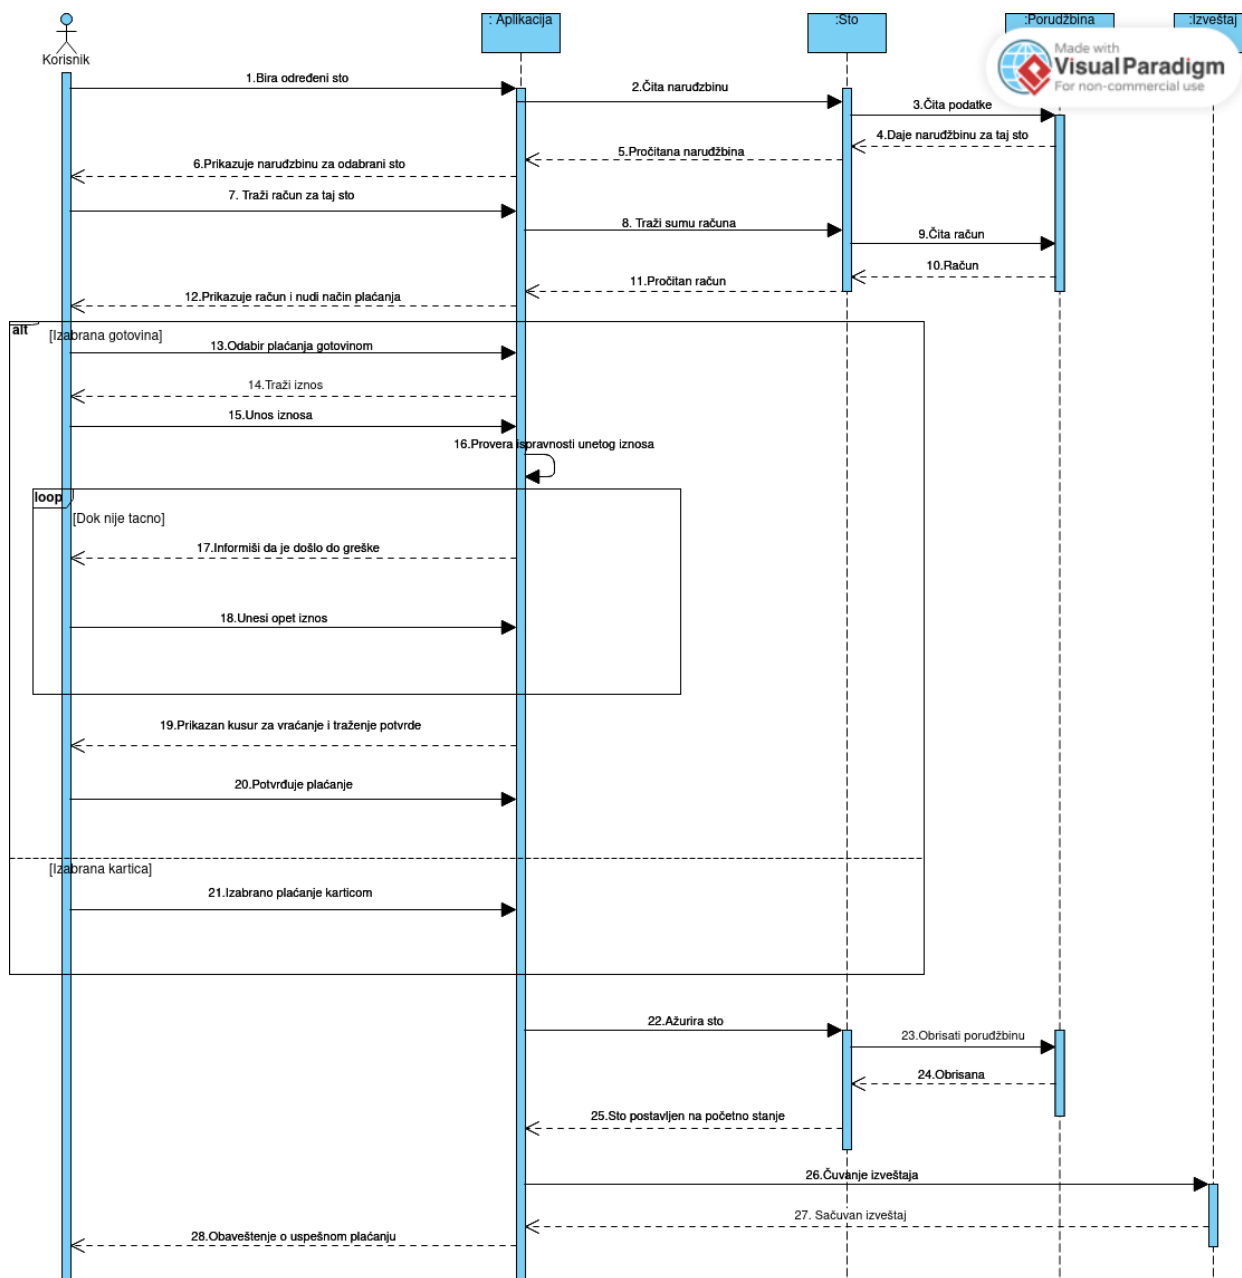 : Aplikacija
:Sto
:Porudžbina
:Izveštaj
Korisnik
Made with
VisualParadigm
For non-commercial use
1.Bira određeni sto
2.Čita narudzbinu
3.Čita podatke
4.Daje narudžbinu za taj sto
5.Pročitana narudžbina
6.Prikazuje narudzbinu za odabrani sto
7. Traži račun za taj sto
8. Traži sumu računa
9.Čita račun
10.Račun
11.Pročitan račun
12.Prikazuje račun i nudi način plaćanja
alt
[Izabrana gotovina]
13.Odabir plaćanja gotovinom
14.Traži iznos
15.Unos iznosa
16.Provera ispravnosti unetog iznosa
loop
[Dok nije tacno]
17.Informiši da je došlo do greške
18.Unesi opet iznos
19.Prikazan kusur za vraćanje i traženje potvrde
20.Potvrđuje plaćanje
[Izabrana kartica]
21.Izabrano plaćanje karticom
22.Ažurira sto
23.Obrisati porudžbinu
24.Obrisana
25.Sto postavljen na početno stanje
26.Čuvanje izveštaja
27. Sačuvan izveštaj
28.Obaveštenje o uspešnom plaćanju